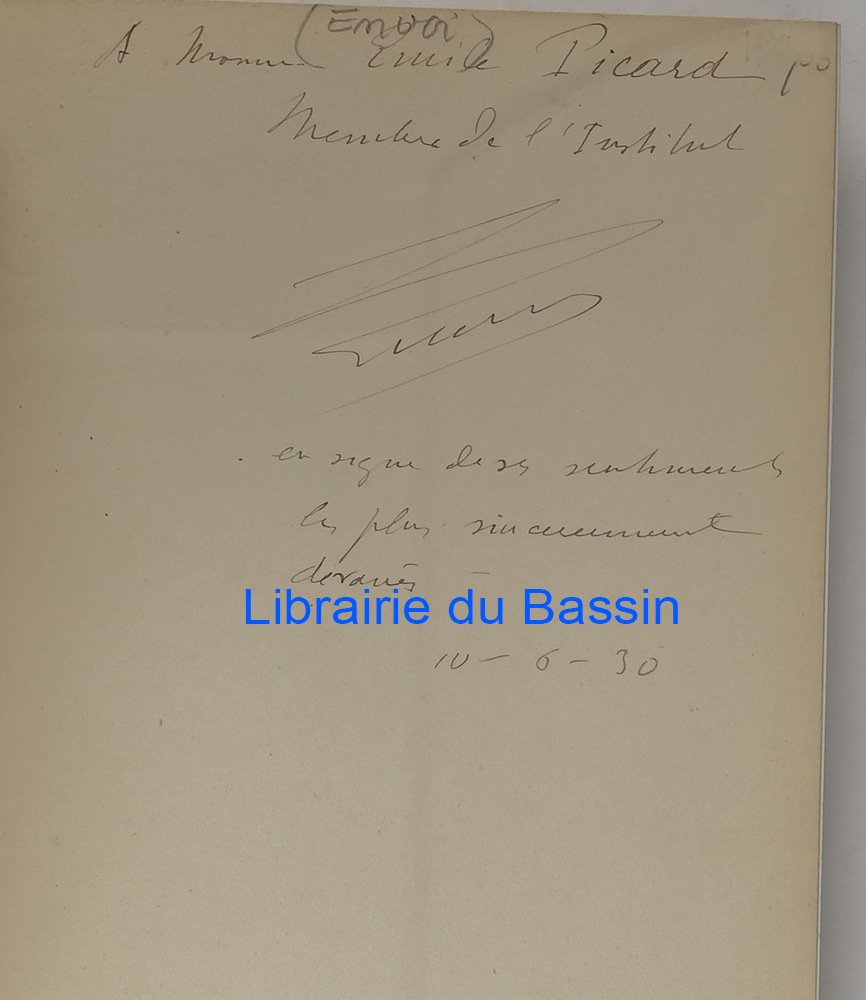 (Envoi)
A Monsieur Emile Picard
Membre de l'Institut
en signe de ses sentiments
les plus sincèrement
dévoués –
Librairie du Bassin
10 – 6 – 30